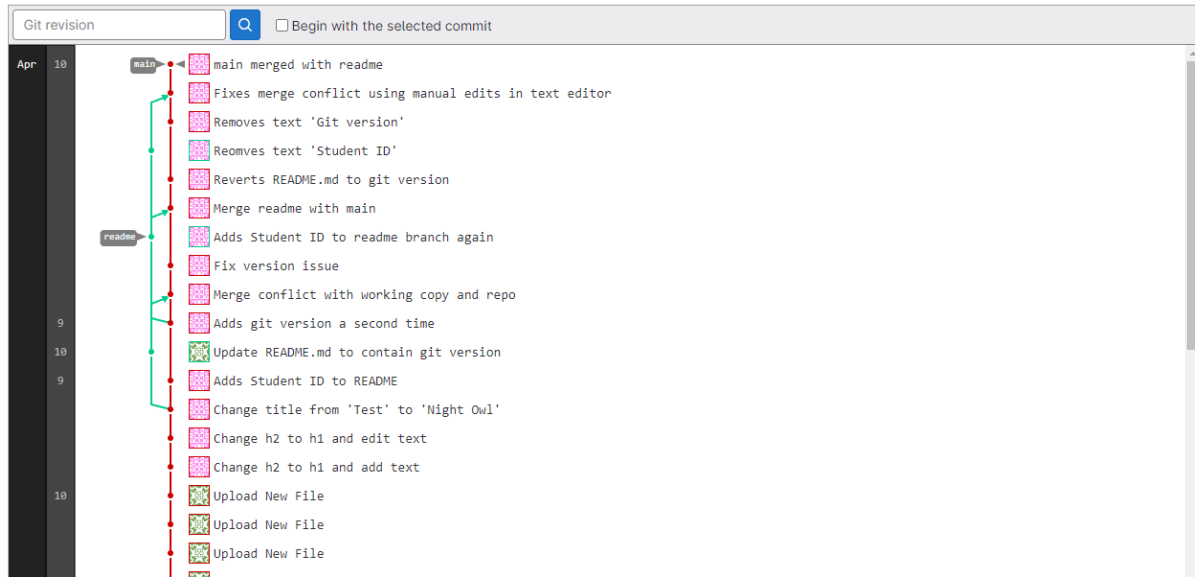 Git revision Begin with the selected commit
Apr 10 main main merged with readme
Fixes merge conflict using manual edits in text editor
Removes text 'Git version'
Reomves text 'Student ID'
Reverts README.md to git version
Merge readme with main
readme Adds Student ID to readme branch again
Fix version issue
Merge conflict with working copy and repo
9 Adds git version a second time
10 Update README.md to contain git version
9 Adds Student ID to README
Change title from 'Test' to 'Night Owl'
Change h2 to h1 and edit text
Change h2 to h1 and add text
10 Upload New File
Upload New File
Upload New File